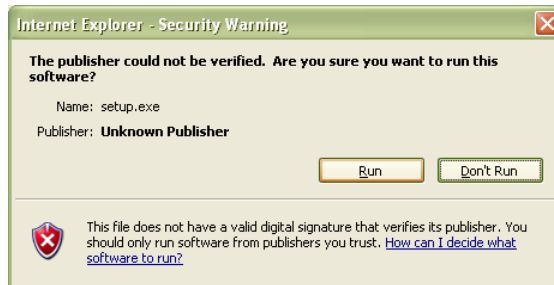 Internet Explorer - Security Warning
The publisher could not be verified. Are you sure you want to run this
software?
Name: setup.exe
Publisher: Unknown Publisher
Run Don't Run
This file does not have a valid digital signature that verifies its publisher. You
should only run software from publishers you trust. How can I decide what
software to run?